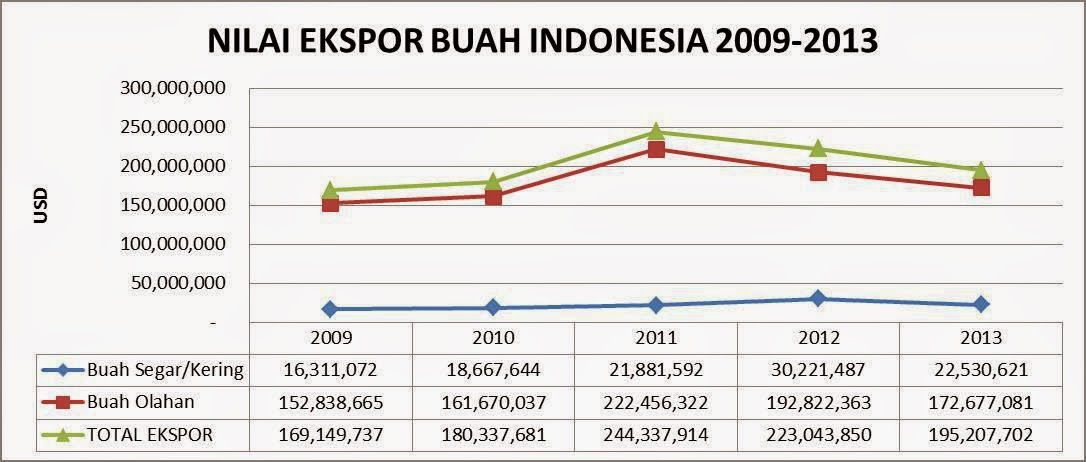 NILAI EKSPOR BUAH INDONESIA 2009-2013
USD
300,000,000
250,000,000
200,000,000
150,000,000
100,000,000
50,000,000
-
2009 2010 2011 2012 2013
Buah Segar/Kering 16,311,072 18,667,644 21,881,592 30,221,487 22,530,621
Buah Olahan 152,838,665 161,670,037 222,456,322 192,822,363 172,677,081
TOTAL EKSPOR 169,149,737 180,337,681 244,337,914 223,043,850 195,207,702